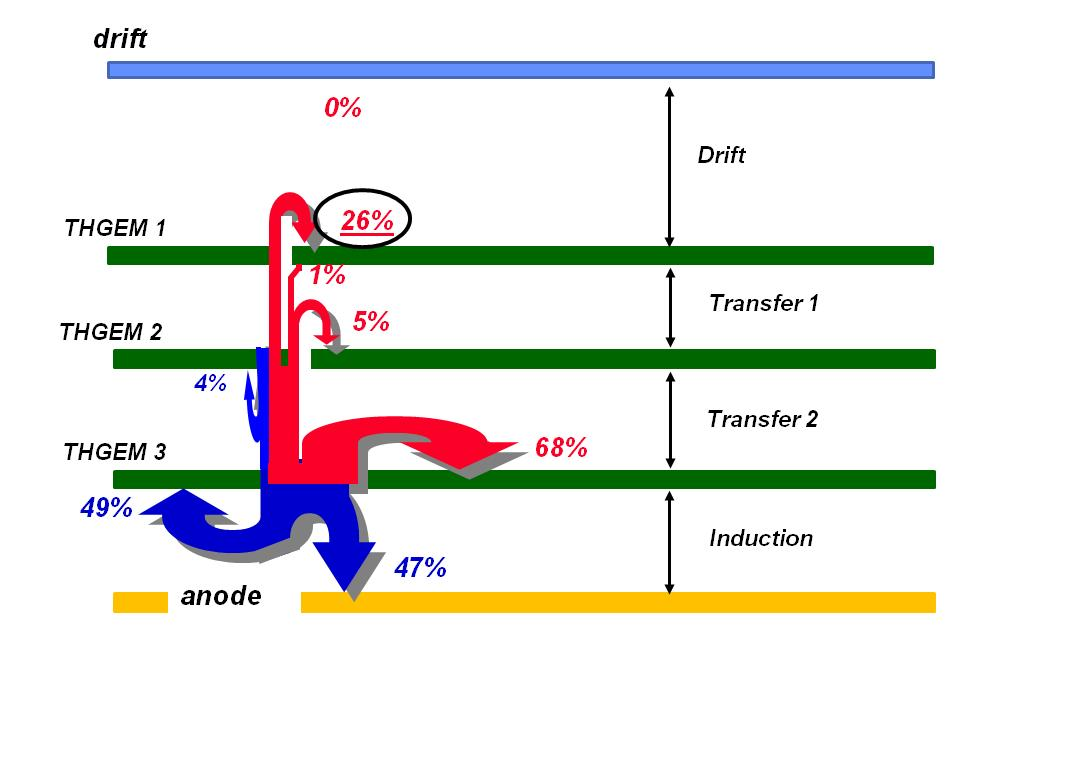 drift
0%
Drift
THGEM 1
26%
1%
Transfer 1
THGEM 2
5%
4%
Transfer 2
THGEM 3
68%
49%
Induction
47%
anode